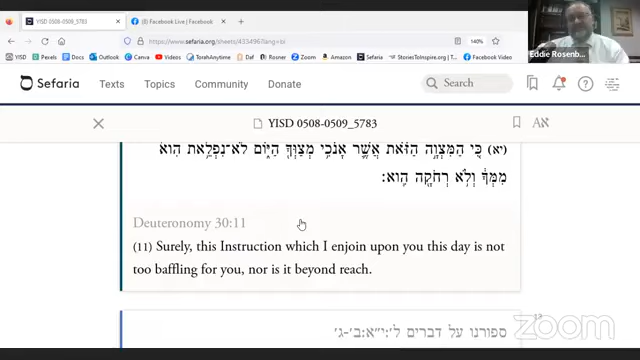 YISD 0508-0509_5783
(I) Facebook Live | Facebook
https://www.sefaria.org/sheets/433496?lang=bi
140%
YISD
Pexels
Docs
Outlook
Canva
YouTube
Videos
TorahAnytime
Daf
Rosner
Zoom
Amazon
Sefaria
StoriesToInspire.org | T...
Facebook Video
Eddie Rosenb
Sefaria
Texts
Topics
Community
Donate
Search
YISD 0508-0509_5783
(יא) כִּ֚י הַמִּצְוָ֣ה הַזֹּ֔את אֲשֶׁ֛ר אָנֹכִ֥י מְצַוְּךָ֖ הַיּ֑וֹם לֹא־נִפְלֵ֥את הִוא֙
מִמְּךָ֔ וְלֹ֥א רְחֹקָ֖ה הִֽוא׃
Deuteronomy 30:11
(11) Surely, this Instruction which I enjoin upon you this day is not
too baffling for you, nor is it beyond reach.
ספורנו על דברים ל׳:י״א:ב׳-ג׳
zoom